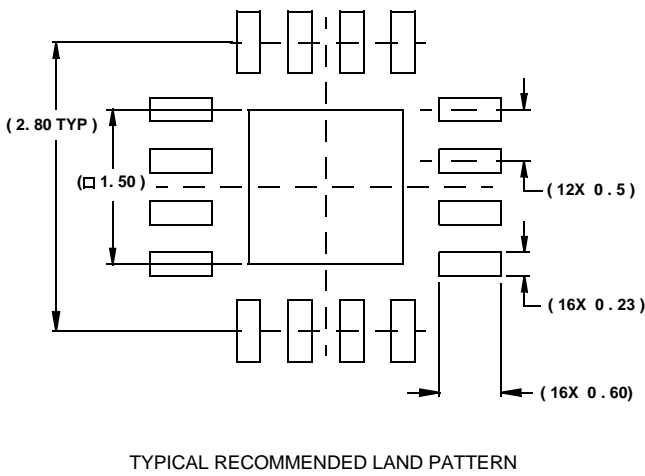 ( 2. 80 TYP )
(□ 1. 50 )
( 12X 0 . 5 )
( 16X 0 . 23 )
( 16X 0 . 60)
TYPICAL RECOMMENDED LAND PATTERN